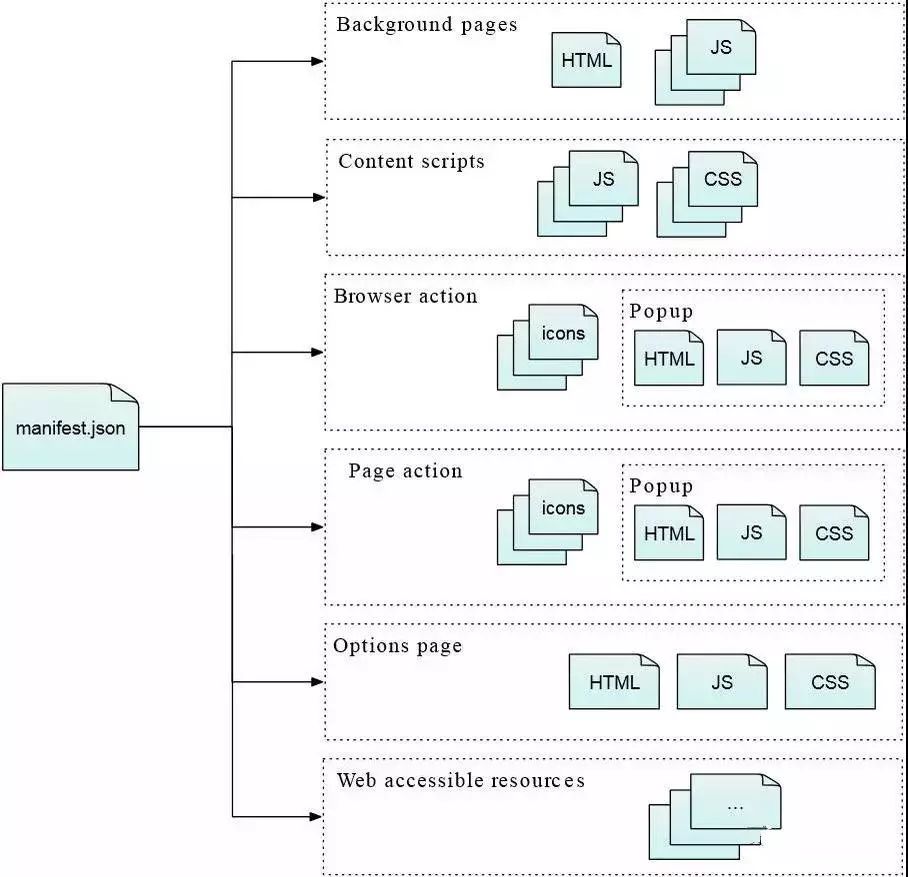 Background pages
HTML
JS
Content scripts
JS
CSS
Browser action
icons
Popup
HTML
JS
CSS
manifest.json
Page action
icons
Popup
HTML
JS
CSS
Options page
HTML
JS
CSS
Web accessible resources
...